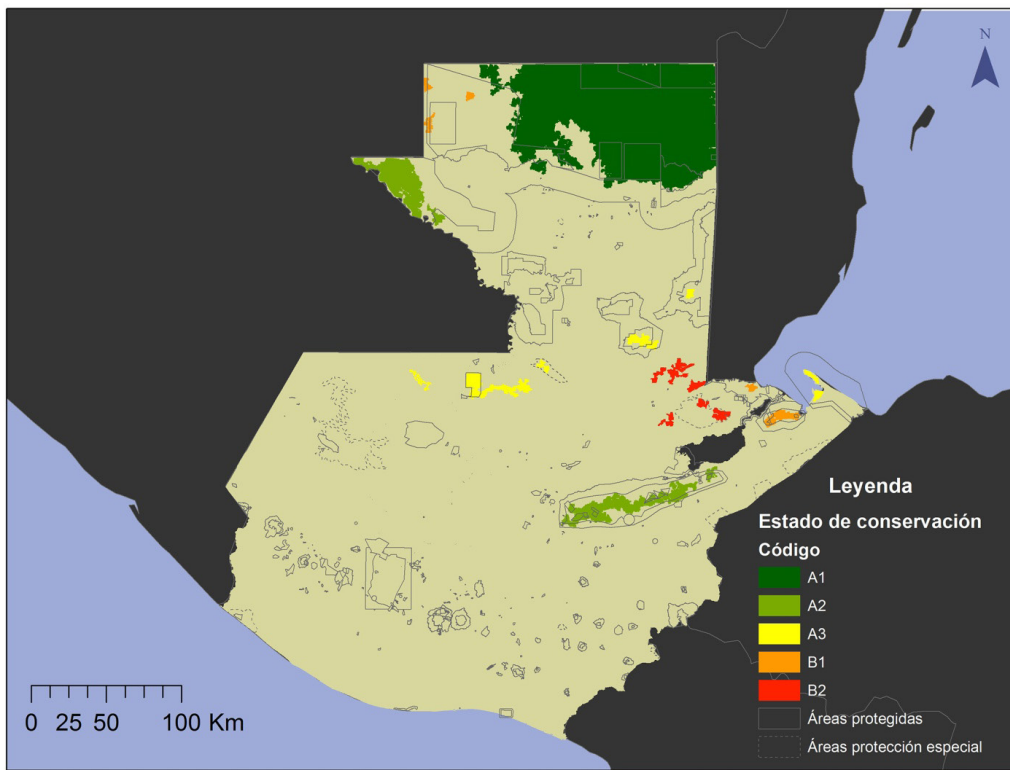 N
Leyenda
Estado de conservación
Código
A1
A2
A3
B1
B2
Áreas protegidas
Áreas protección especial
0 25 50 100 Km